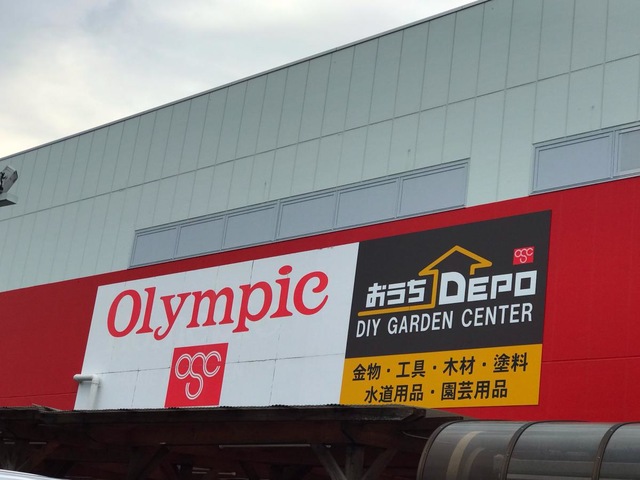 Olympic
OSC
おうちDEPO
OSC
DIY GARDEN CENTER
金物・工具・木材・塗料
水道用品・園芸用品